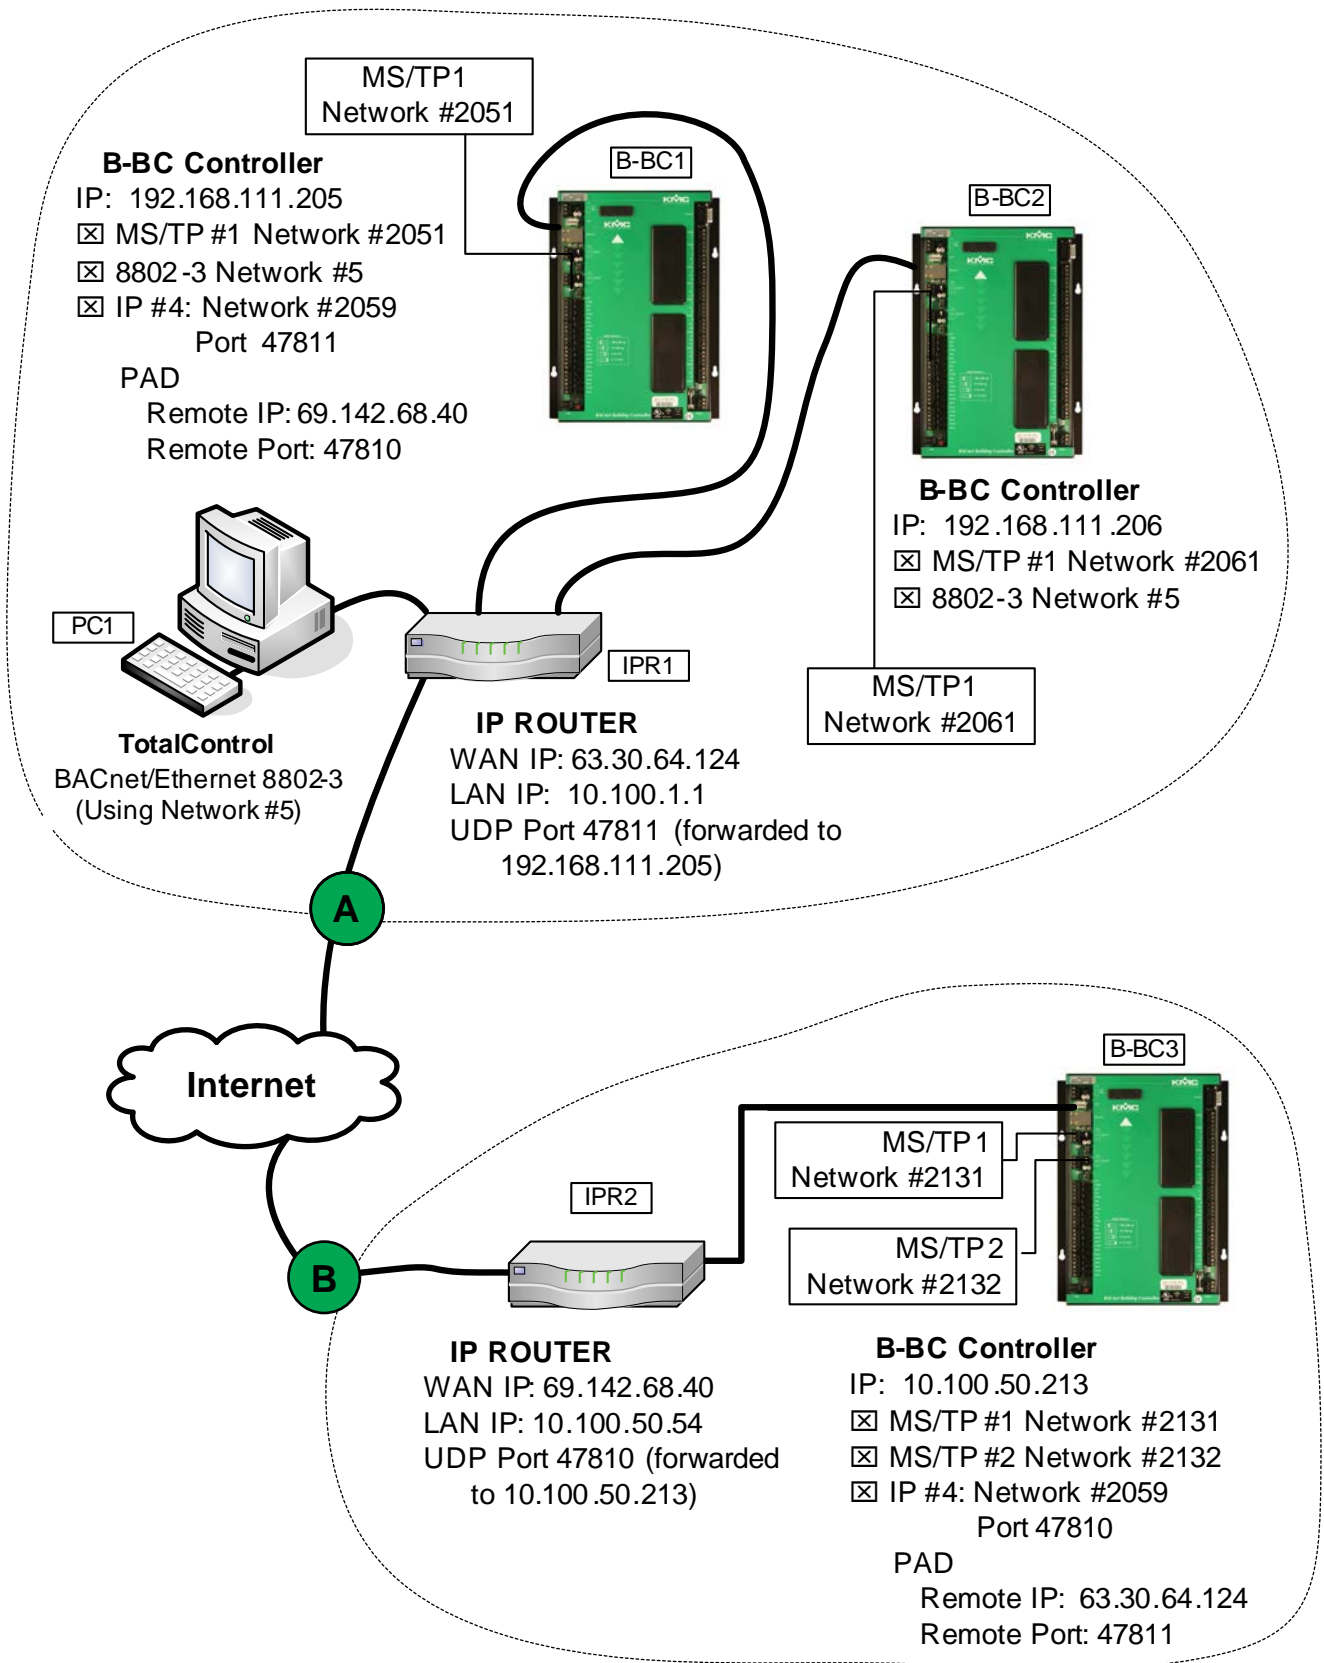 MS/TP1
Network #2051
B-BC Controller
IP: 192.168.111.205
☒ MS/TP #1 Network #2051
☒ 8802-3 Network #5
☒ IP #4: Network #2059
Port 47811
PAD
Remote IP: 69.142.68.40
Remote Port: 47810
B-BC1
KMC
KMC
B-BC2
KMC
KMC
B-BC Controller
IP: 192.168.111.206
☒ MS/TP #1 Network #2061
☒ 8802-3 Network #5
MS/TP1
Network #2061
PC1
TotalControl
BACnet/Ethernet 8802-3
(Using Network #5)
IPR1
IP ROUTER
WAN IP: 63.30.64.124
LAN IP: 10.100.1.1
UDP Port 47811 (forwarded to
192.168.111.205)
A
Internet
B
IPR2
IP ROUTER
WAN IP: 69.142.68.40
LAN IP: 10.100.50.54
UDP Port 47810 (forwarded
to 10.100.50.213)
B-BC3
KMC
KMC
MS/TP1
Network #2131
MS/TP2
Network #2132
B-BC Controller
IP: 10.100.50.213
☒ MS/TP #1 Network #2131
☒ MS/TP #2 Network #2132
☒ IP #4: Network #2059
Port 47810
PAD
Remote IP: 63.30.64.124
Remote Port: 47811